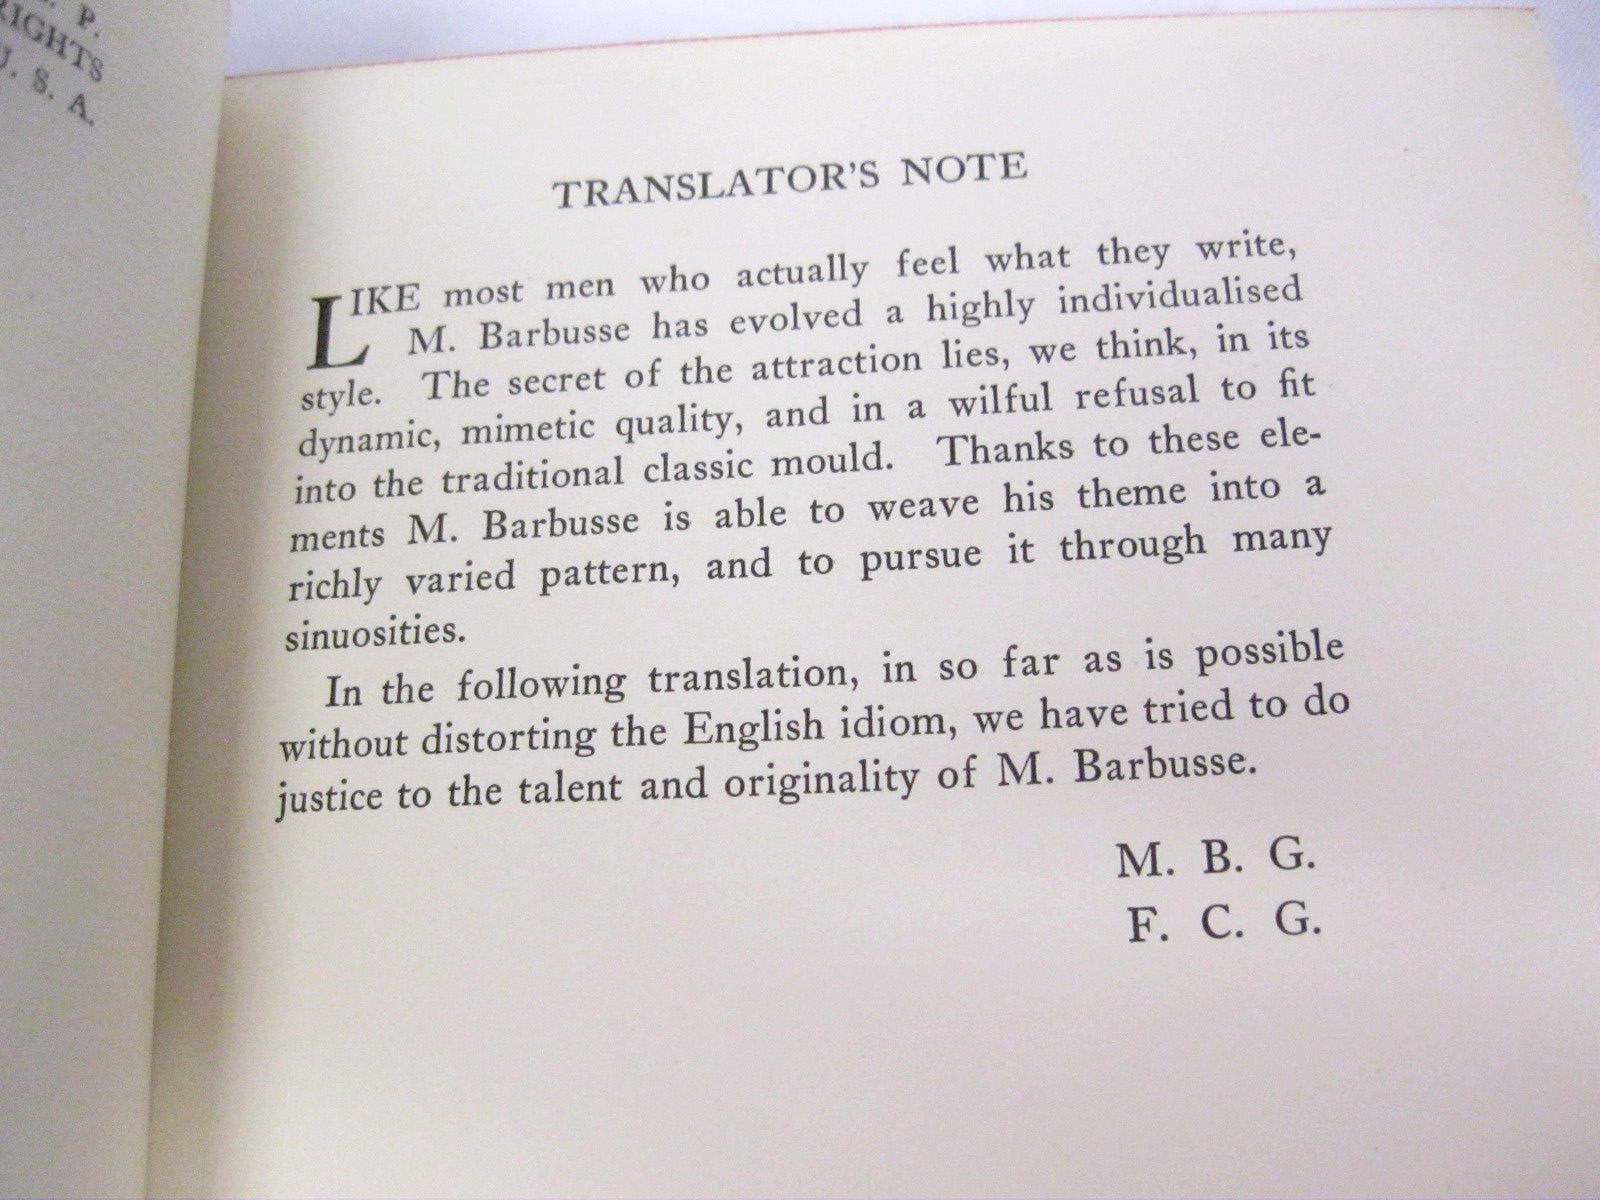 P.
RIGHTS
U. S. A.
TRANSLATOR'S NOTE
LIKE most men who actually feel what they write,
M. Barbusse has evolved a highly individualised
style. The secret of the attraction lies, we think, in its
dynamic, mimetic quality, and in a wilful refusal to fit
into the traditional classic mould. Thanks to these ele-
ments M. Barbusse is able to weave his theme into a
richly varied pattern, and to pursue it through many
sinuosities.
In the following translation, in so far as is possible
without distorting the English idiom, we have tried to do
justice to the talent and originality of M. Barbusse.
M. B. G.
F. C. G.